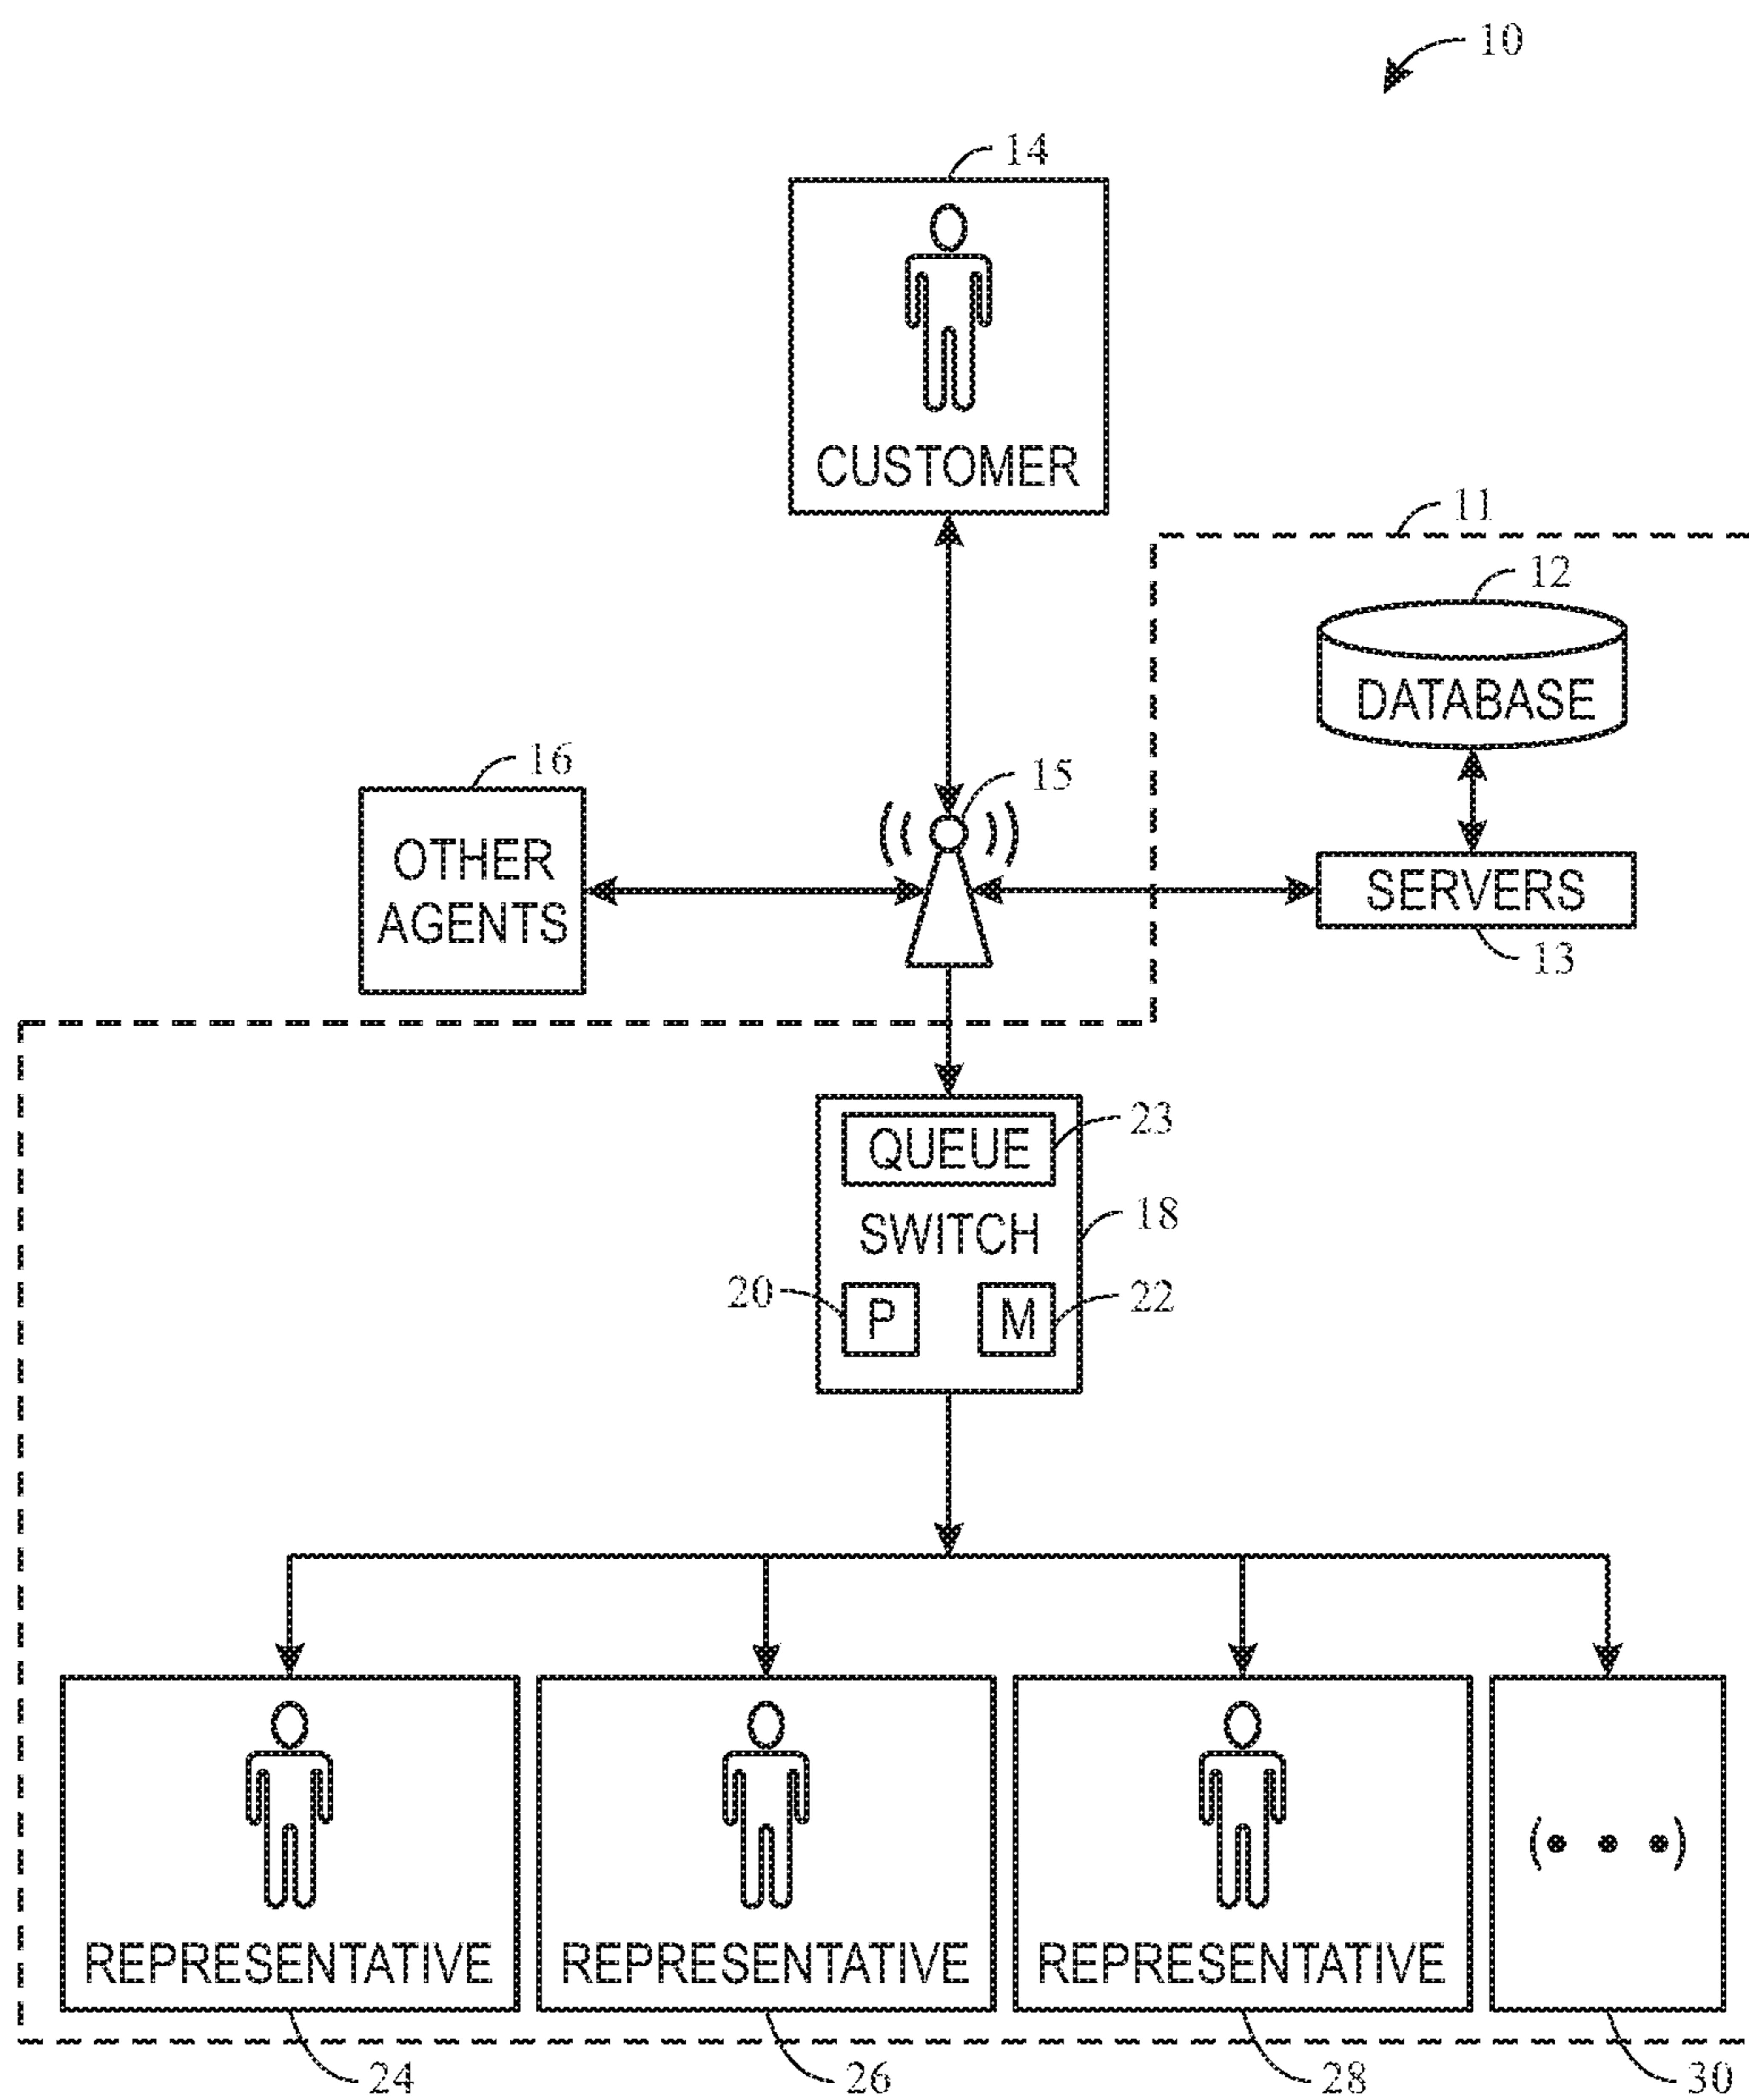 10
14
CUSTOMER
11
12
DATABASE
16
15
OTHER
AGENTS
SERVERS
13
QUEUE
23
SWITCH
18
20
P
M
22
(• • •)
REPRESENTATIVE
REPRESENTATIVE
REPRESENTATIVE
24
26
28
30